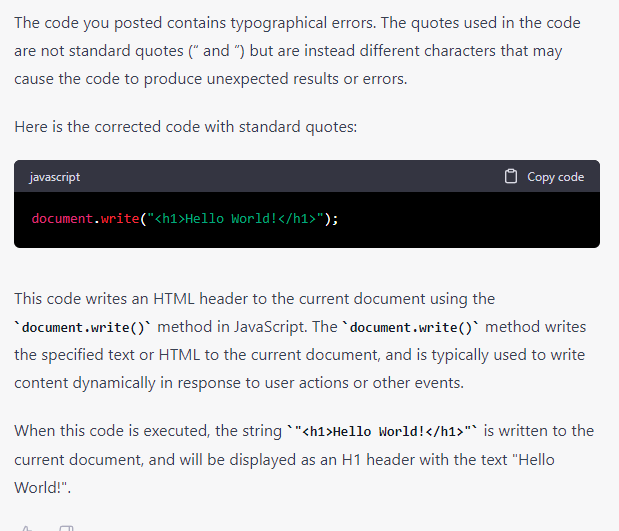 The code you posted contains typographical errors. The quotes used in the code
are not standard quotes (“ and ”) but are instead different characters that may
cause the code to produce unexpected results or errors.
Here is the corrected code with standard quotes:
javascript Copy code
document.write("<h1>Hello World!</h1>");
This code writes an HTML header to the current document using the
`document.write()` method in JavaScript. The `document.write()` method writes
the specified text or HTML to the current document, and is typically used to write
content dynamically in response to user actions or other events.
When this code is executed, the string `"<h1>Hello World!</h1>"` is written to the
current document, and will be displayed as an H1 header with the text "Hello
World!".